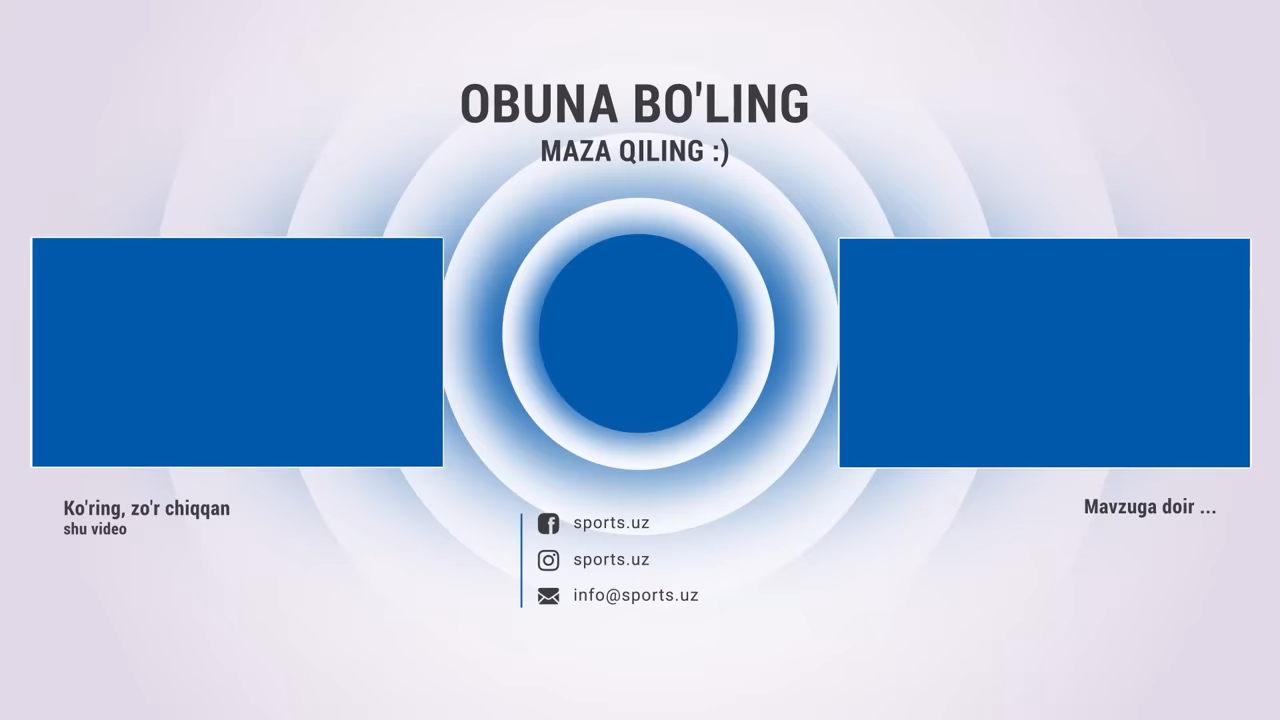 OBUNA BO'LING
MAZA QILING :)
Ko'ring, zo'r chiqqan
shu video
Mavzuga doir ...
sports.uz
sports.uz
info@sports.uz